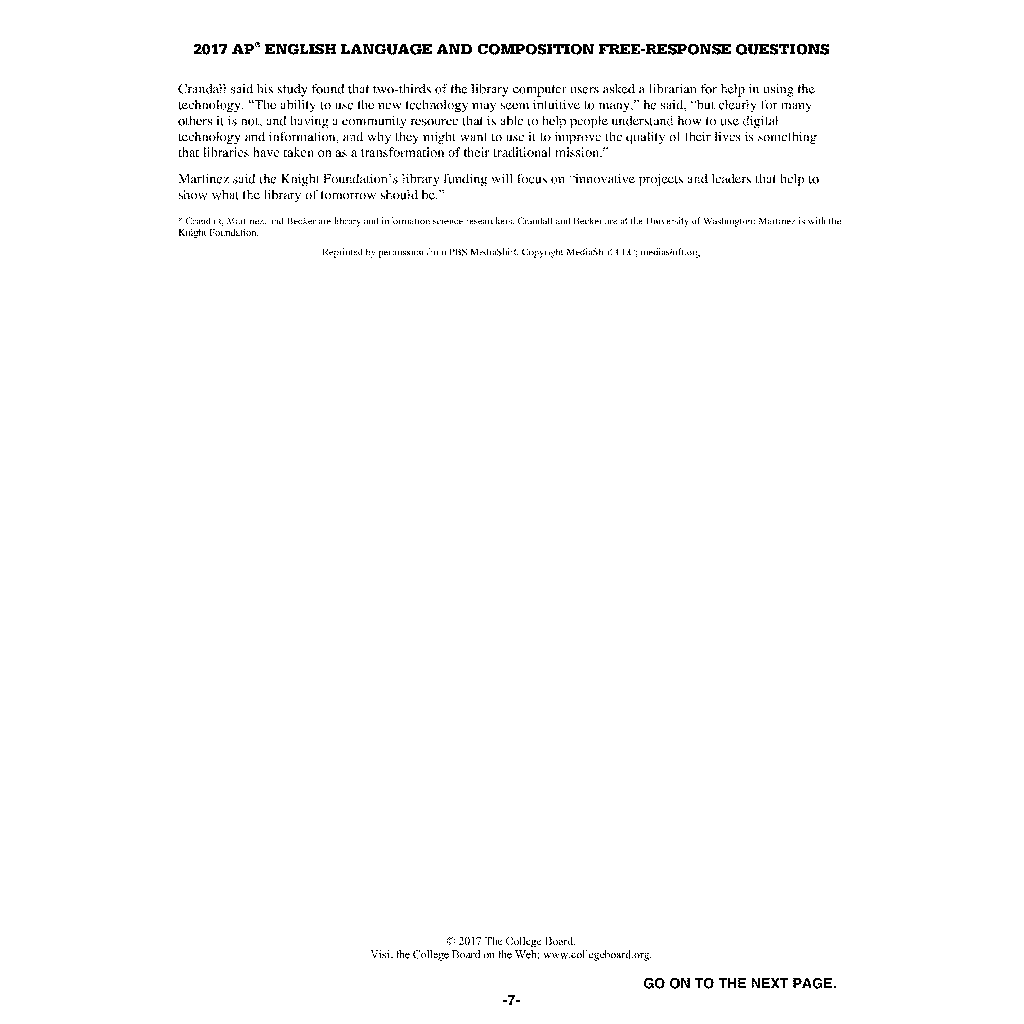 2017 AP® ENGLISH LANGUAGE AND COMPOSITION FREE-RESPONSE QUESTIONS
Crandall said his study found that two-thirds of the library computer users asked a librarian for help in using the
technology. “The ability to use the new technology may seem intuitive to many,” he said, “but clearly for many
others it is not, and having a community resource that is able to help people understand how to use digital
technology and information, and why they might want to use it to improve the quality of their lives is something
that libraries have taken on as a transformation of their traditional mission.”
Martinez said the Knight Foundation’s library funding will focus on “innovative projects and leaders that help to
show what the library of tomorrow should be.”
* Crandall, Martinez, and Becker are library and information science researchers. Crandall and Becker are at the University of Washington; Martinez is with the
Knight Foundation.
Reprinted by permission from PBS MediaShift. Copyright MediaShift LLC; mediashift.org
© 2017 The College Board.
Visit the College Board on the Web: www.collegeboard.org.
GO ON TO THE NEXT PAGE.
-7-